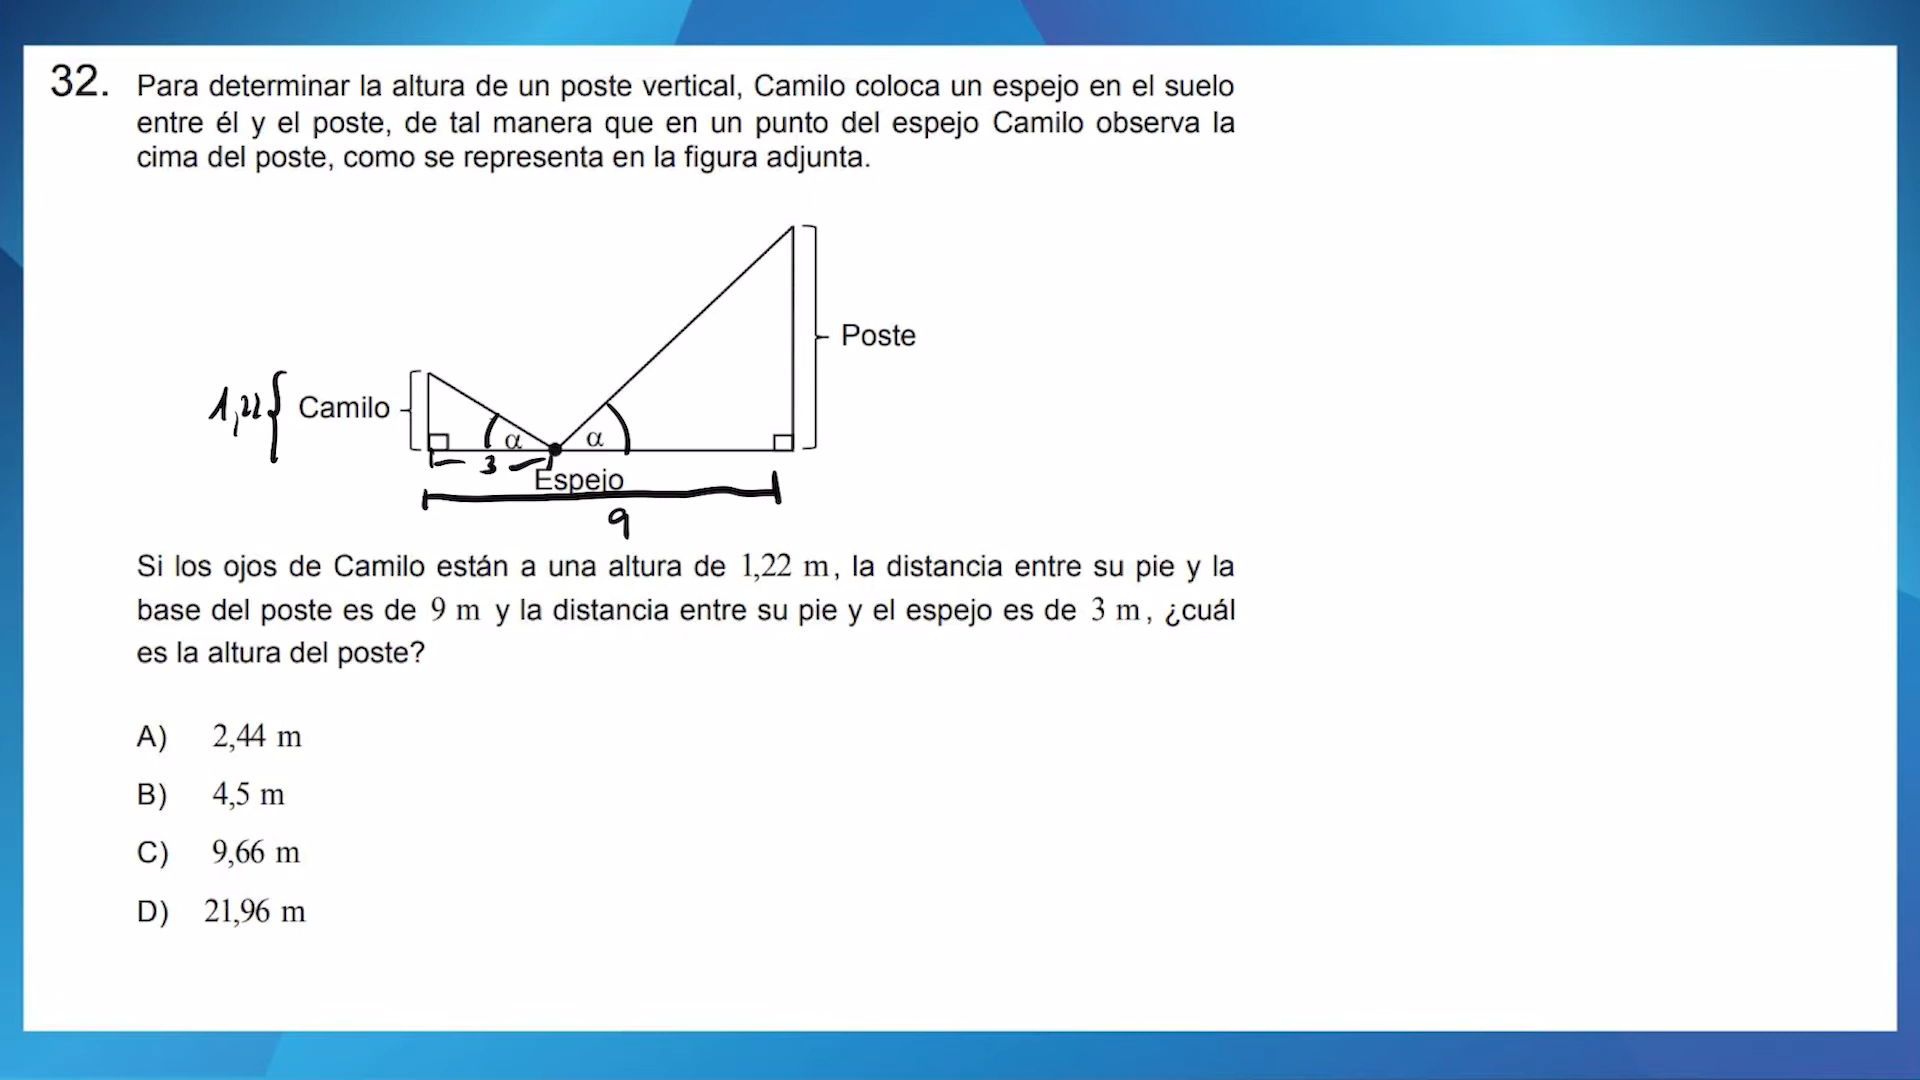 32. Para determinar la altura de un poste vertical, Camilo coloca un espejo en el suelo
entre él y el poste, de tal manera que en un punto del espejo Camilo observa la
cima del poste, como se representa en la figura adjunta.
Poste
1,22 { Camilo
α α
3
Espejo
9
Si los ojos de Camilo están a una altura de 1,22 m, la distancia entre su pie y la
base del poste es de 9 m y la distancia entre su pie y el espejo es de 3 m, ¿cuál
es la altura del poste?
A) 2,44 m
B) 4,5 m
C) 9,66 m
D) 21,96 m